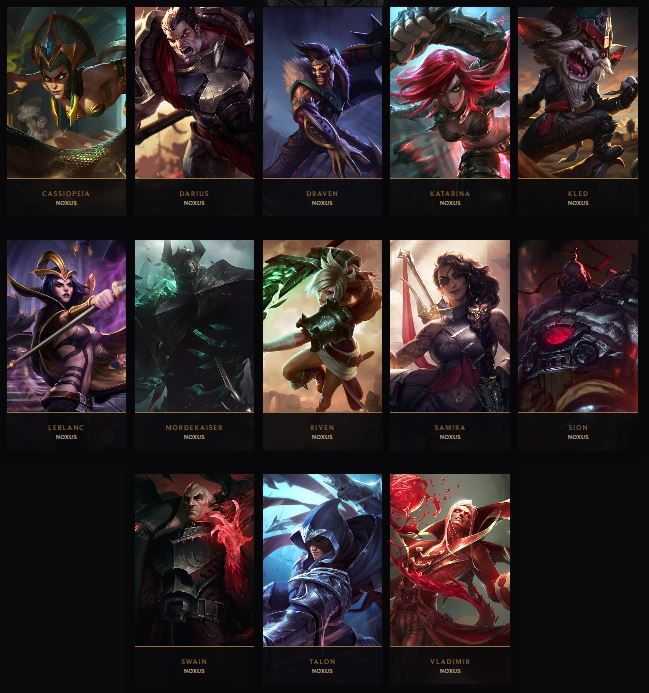 CASSIOPEIA
NOXUS
DARIUS
NOXUS
DRAVEN
NOXUS
KATARINA
NOXUS
KLED
NOXUS
LEBLANC
NOXUS
MORDEKAISER
NOXUS
RIVEN
NOXUS
SAMIRA
NOXUS
SION
NOXUS
SWAIN
NOXUS
TALON
NOXUS
VLADIMIR
NOXUS